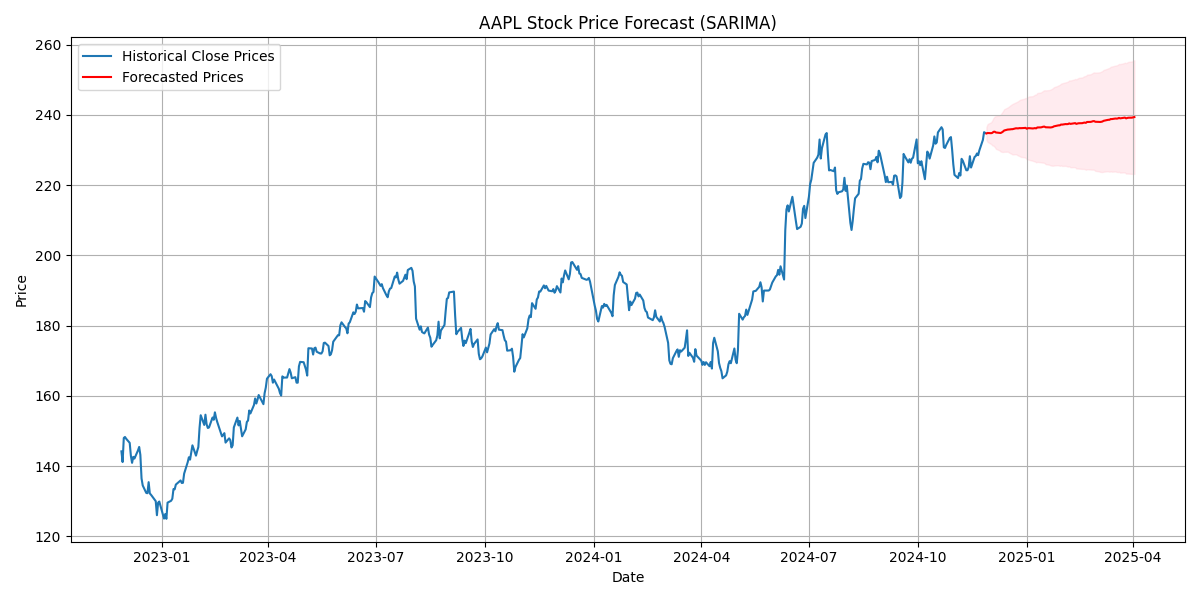 AAPL Stock Price Forecast (SARIMA)
Historical Close Prices
Forecasted Prices
Price
260
240
220
200
180
160
140
120
2023-01 2023-04 2023-07 2023-10 2024-01 2024-04 2024-07 2024-10 2025-01 2025-04
Date